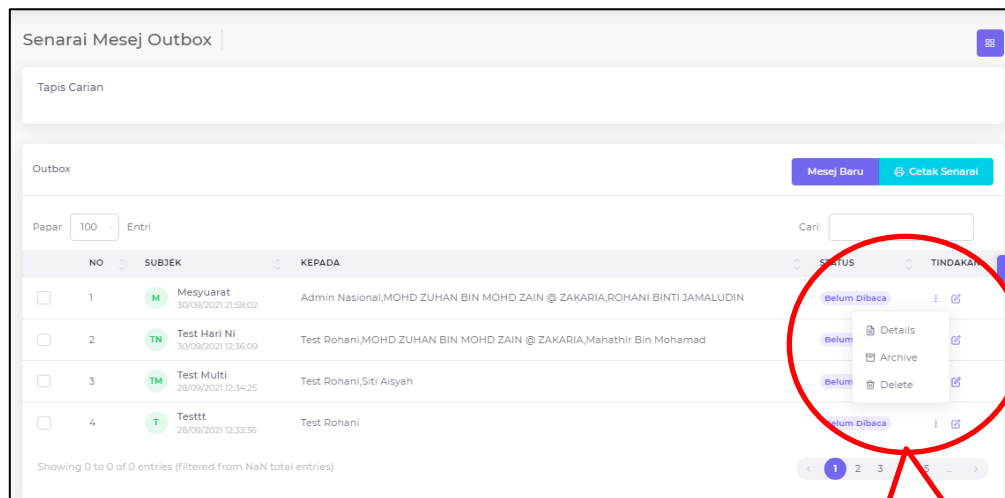 Senarai Mesej Outbox
Tapis Carian
Outbox
Mesej Baru
Cetak Senarai
Papar 100 Entri
Cari:
NO SUBJEK KEPADA STATUS TINDAKAN
1 M Mesyuarat Admin Nasional,MOHD ZUHAN BIN MOHD ZAIN @ ZAKARIA,ROHANI BINTI JAMALUDIN Belum Dibaca
30/09/2021 21:58:02
Details
2 TN Test Hari Ni Test Rohani,MOHD ZUHAN BIN MOHD ZAIN @ ZAKARIA,Mahathir Bin Mohamad Belum
30/09/2021 12:36:09
Archive
3 TM Test Multi Test Rohani,Siti Aisyah Belum
28/09/2021 12:34:25
Delete
4 T Testtt Test Rohani Belum Dibaca
28/09/2021 12:33:36
Showing 0 to 0 of 0 entries (filtered from NaN total entries)
1 2 3 5 ...